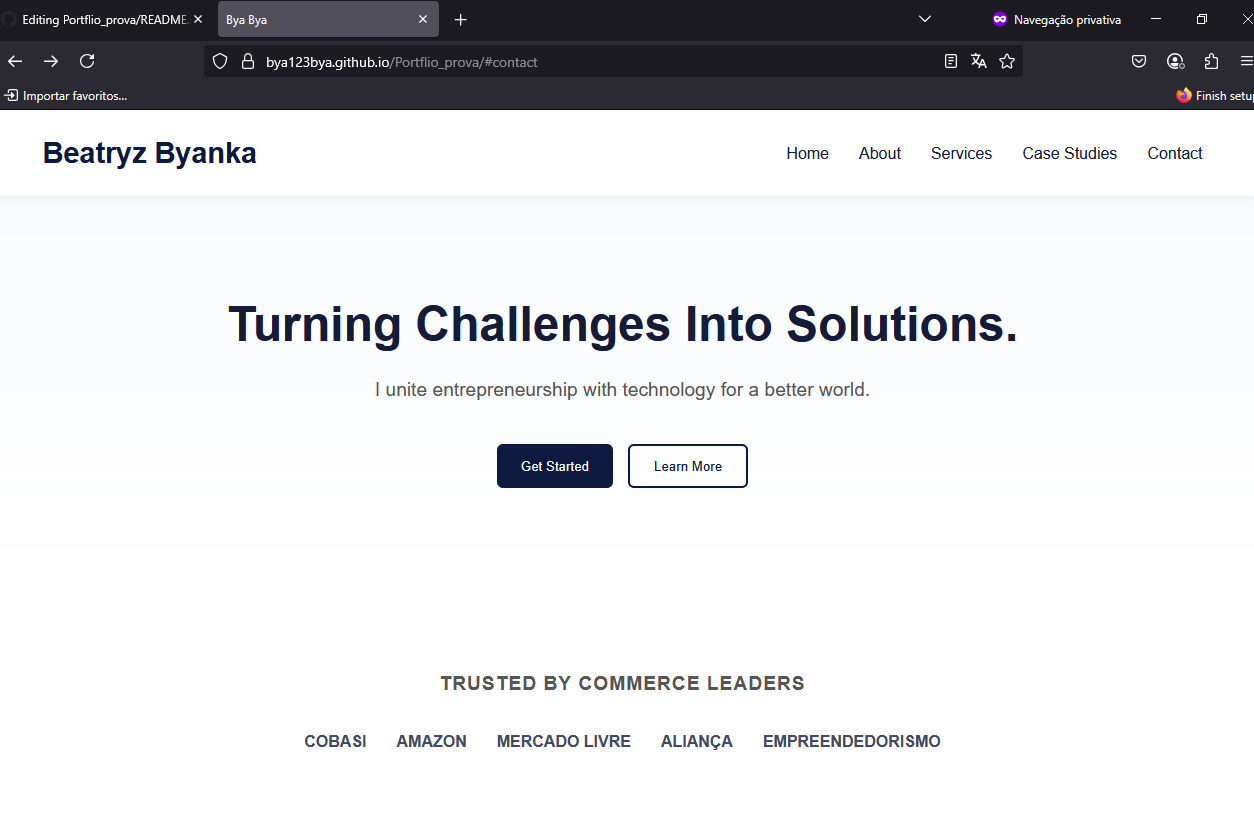 Editing Portflio_prova/README.
Bya Bya
Navegação privativa
bya123bya.github.io/Portflio_prova/#contact
Importar favoritos...
Finish setup
Beatryz Byanka
Home About Services Case Studies Contact
Turning Challenges Into Solutions.
I unite entrepreneurship with technology for a better world.
Get Started Learn More
TRUSTED BY COMMERCE LEADERS
COBASI AMAZON MERCADO LIVRE ALIANÇA EMPREENDEDORISMO